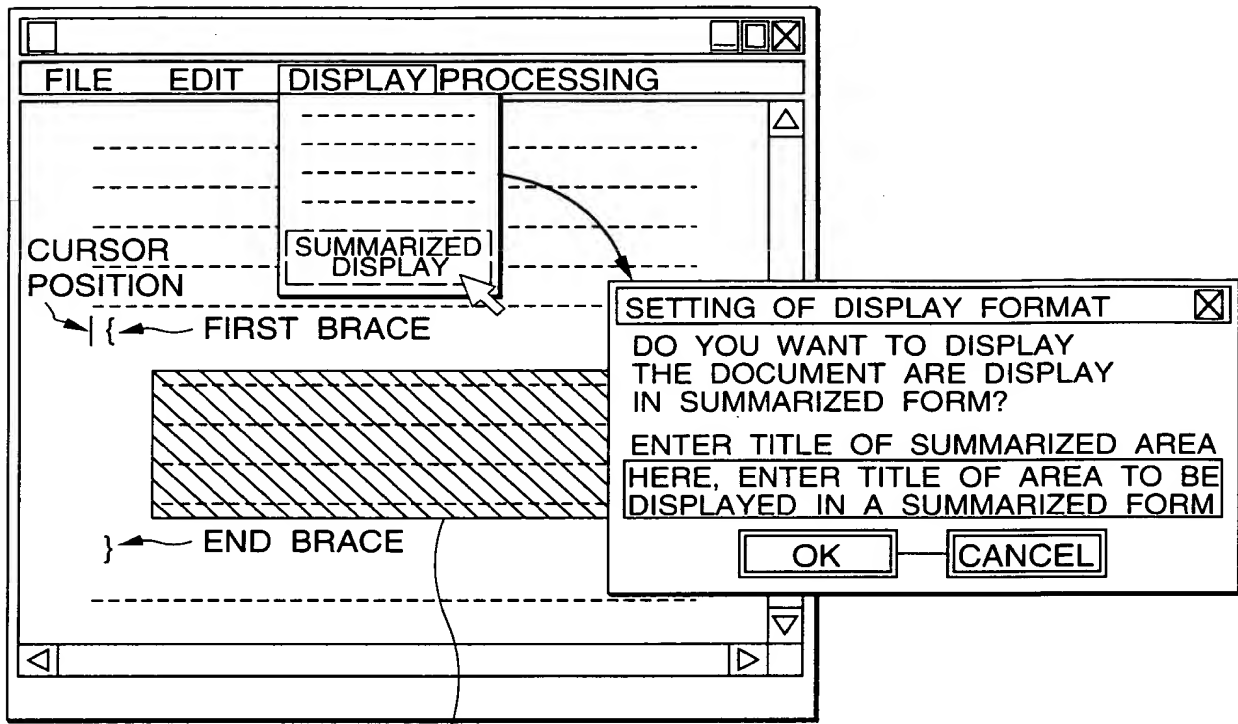 FILE EDIT DISPLAY PROCESSING
SUMMARIZED
DISPLAY
CURSOR
POSITION
{ FIRST BRACE
} END BRACE
SETTING OF DISPLAY FORMAT
DO YOU WANT TO DISPLAY
THE DOCUMENT ARE DISPLAY
IN SUMMARIZED FORM?
ENTER TITLE OF SUMMARIZED AREA
HERE, ENTER TITLE OF AREA TO BE
DISPLAYED IN A SUMMARIZED FORM
OK CANCEL